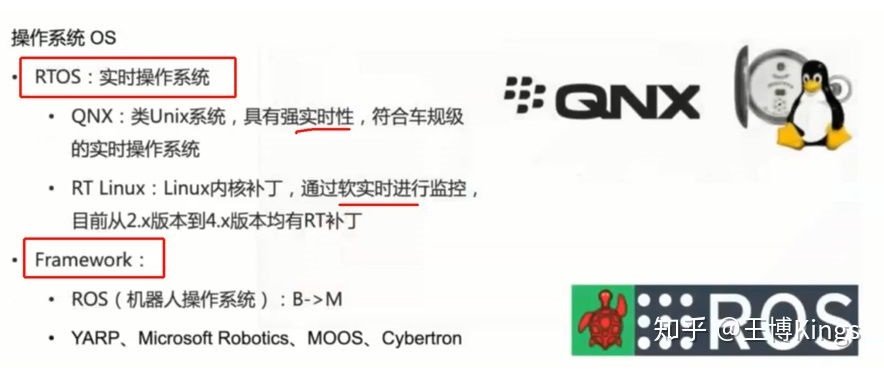 操作系统 OS
• RTOS：实时操作系统
• QNX：类Unix系统，具有强实时性，符合车规级
的实时操作系统
• RT Linux：Linux内核补丁，通过软实时进行监控，
目前从2.x版本到4.x版本均有RT补丁
• Framework：
• ROS（机器人操作系统）：B->M
• YARP、Microsoft Robotics、MOOS、Cybertron
QNX
ROS
知乎 @王博Kings